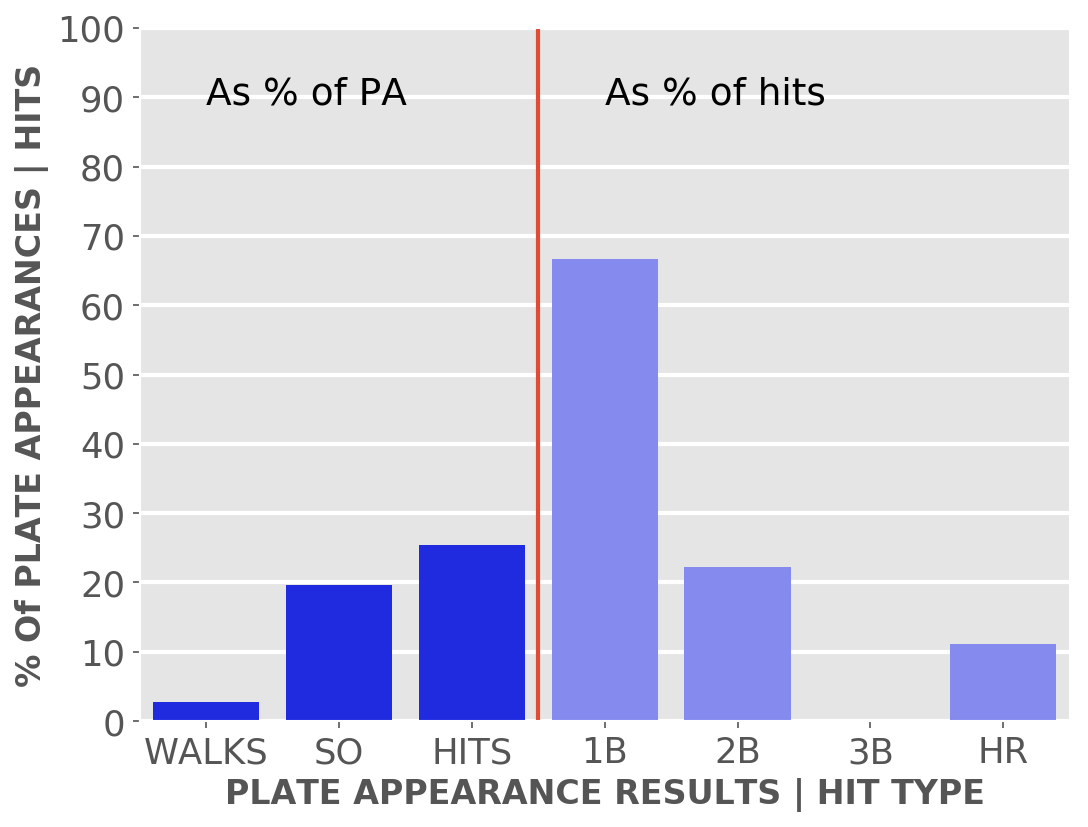 % Of PLATE APPEARANCES | HITS
100
90
80
70
60
50
40
30
20
10
0
As % of PA
As % of hits
WALKS SO HITS 1B 2B 3B HR
PLATE APPEARANCE RESULTS | HIT TYPE